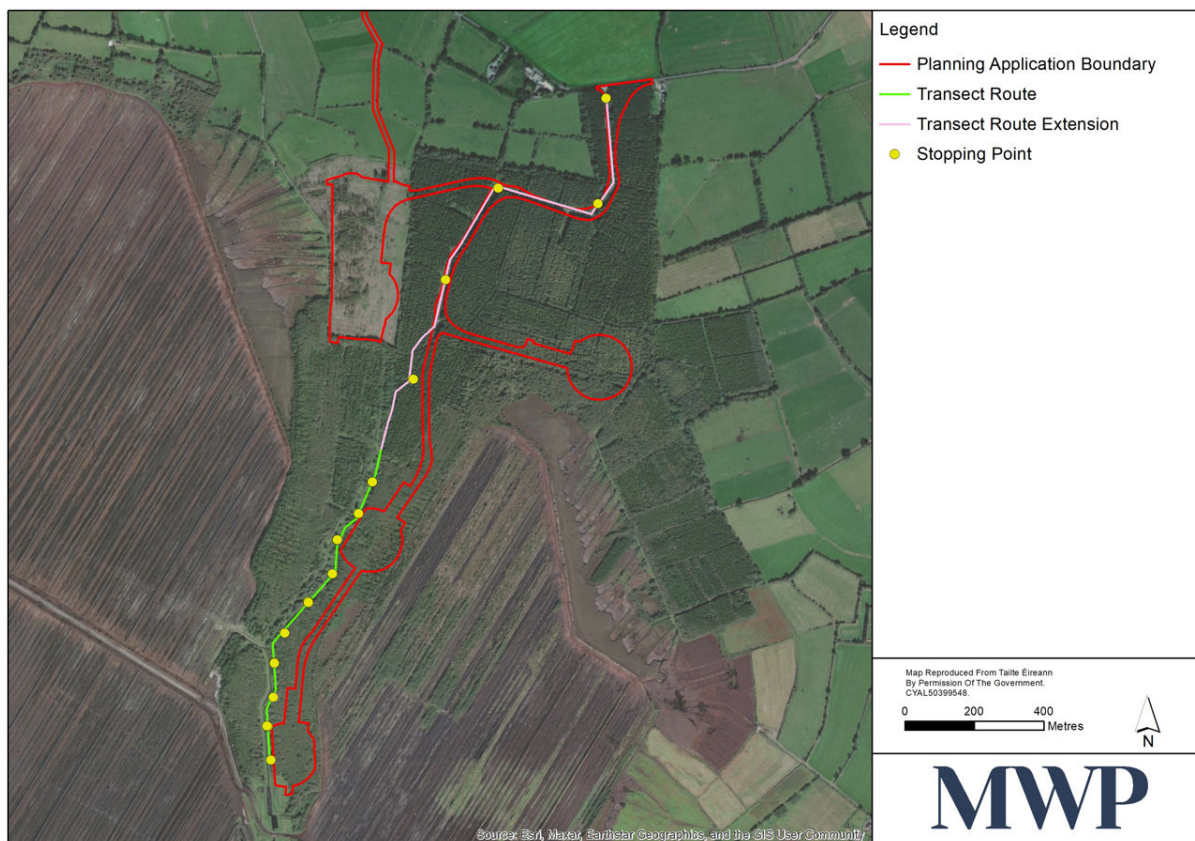 Legend
Planning Application Boundary
Transect Route
Transect Route Extension
Stopping Point
Map Reproduced From Tailte Éireann
By Permission Of The Government.
CYAL50399548.
0 200 400
Metres
N
MWP
Source: Esri, Maxar, Earthstar Geographics, and the GIS User Community